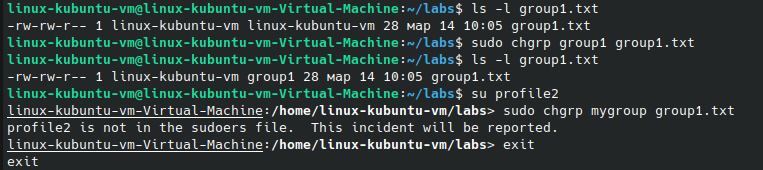 linux-kubuntu-vm@linux-kubuntu-vm-Virtual-Machine:~/labs$ ls -l group1.txt
-rw-rw-r-- 1 linux-kubuntu-vm linux-kubuntu-vm 28 мар 14 10:05 group1.txt
linux-kubuntu-vm@linux-kubuntu-vm-Virtual-Machine:~/labs$ sudo chgrp group1 group1.txt
linux-kubuntu-vm@linux-kubuntu-vm-Virtual-Machine:~/labs$ ls -l group1.txt
-rw-rw-r-- 1 linux-kubuntu-vm group1 28 мар 14 10:05 group1.txt
linux-kubuntu-vm@linux-kubuntu-vm-Virtual-Machine:~/labs$ su profile2
linux-kubuntu-vm-Virtual-Machine:/home/linux-kubuntu-vm/labs> sudo chgrp mygroup group1.txt
profile2 is not in the sudoers file.  This incident will be reported.
linux-kubuntu-vm-Virtual-Machine:/home/linux-kubuntu-vm/labs> exit
exit